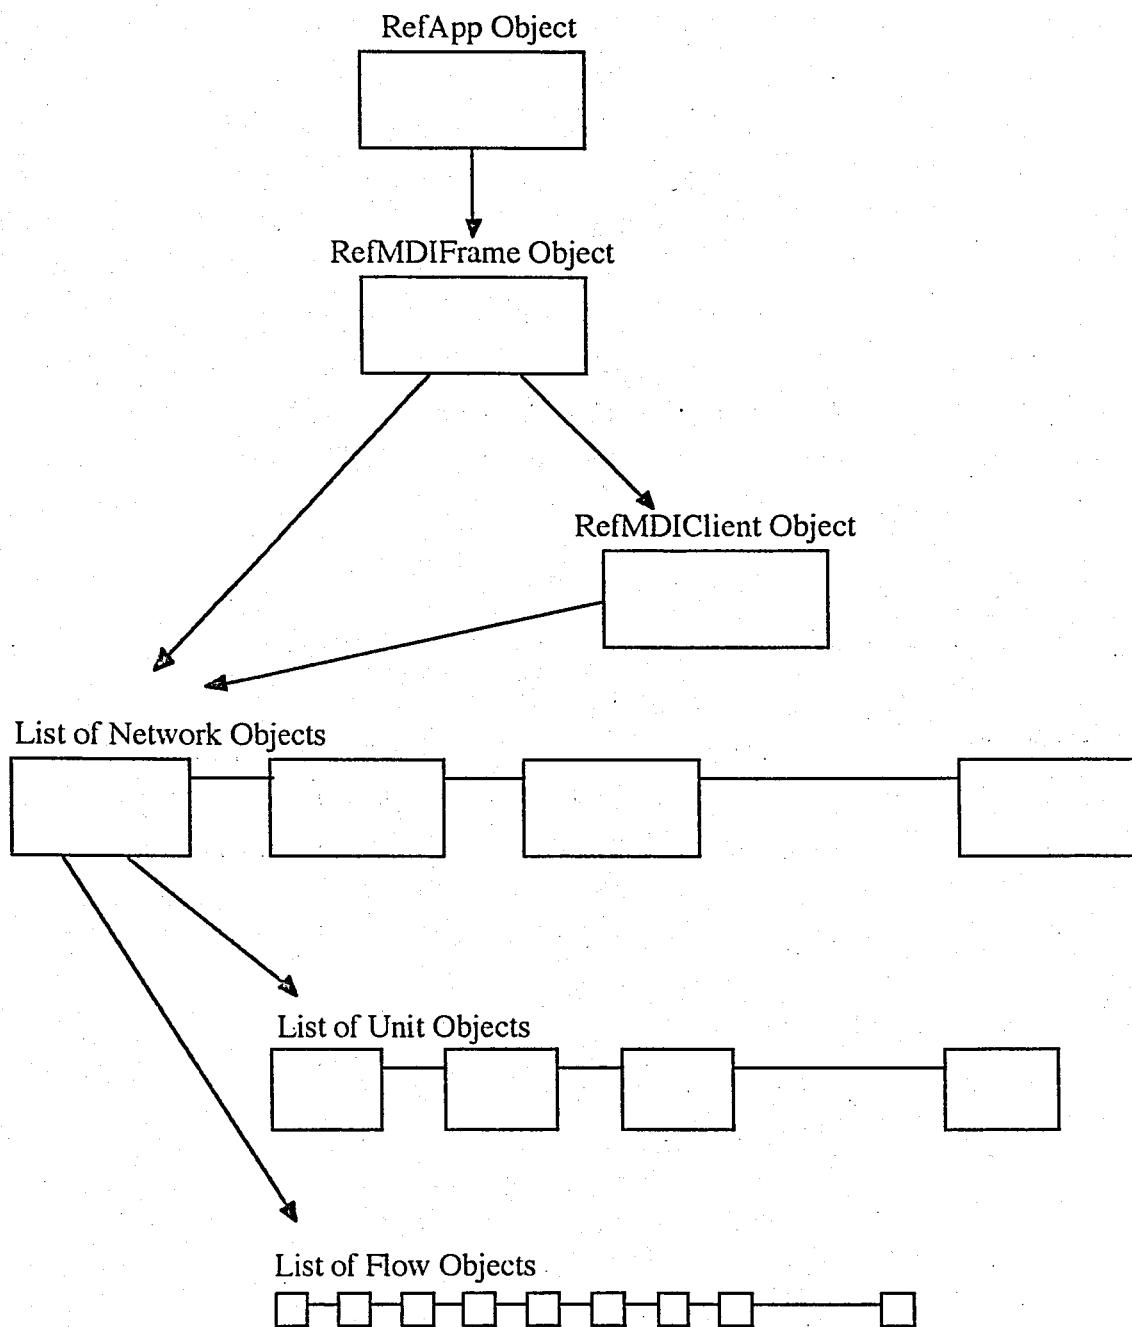 RefApp Object
RefMDIFrame Object
RefMDIClient Object
List of Network Objects
List of Unit Objects
List of Flow Objects